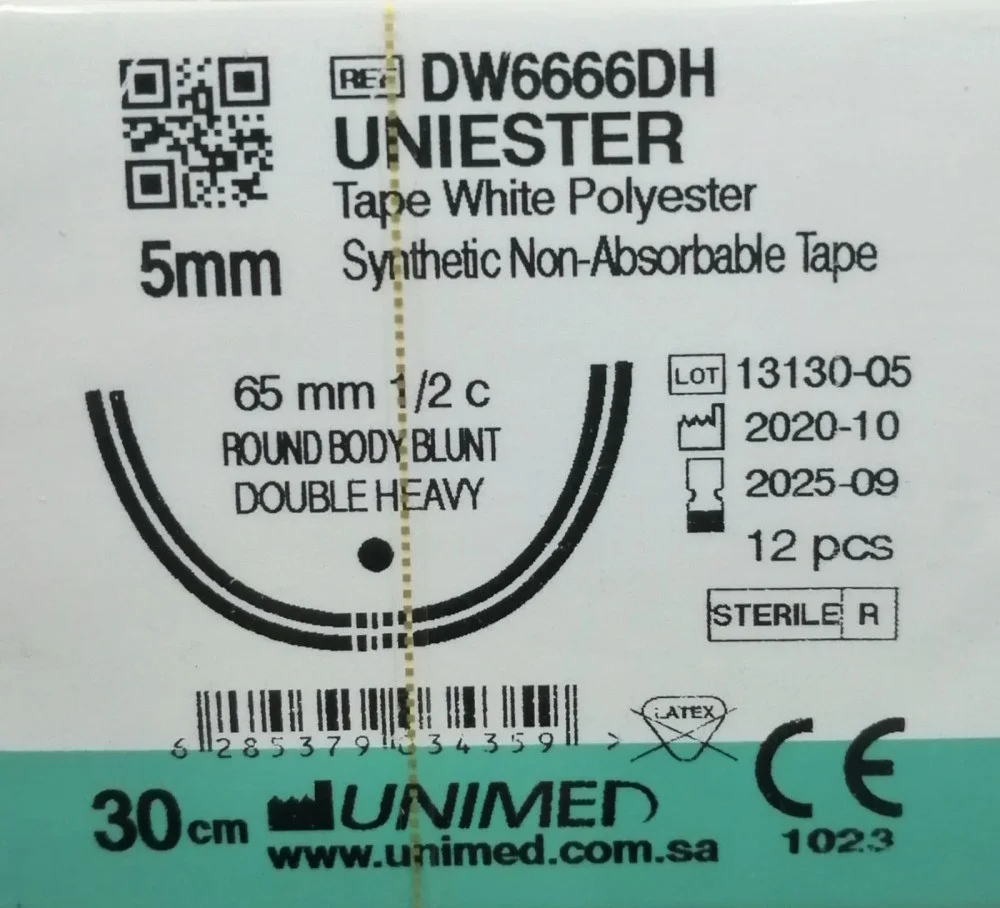 REF DW6666DH
UNIESTER
Tape White Polyester
5mm
Synthetic Non-Absorbable Tape
65 mm 1/2 c
ROUND BODY BLUNT
DOUBLE HEAVY
LOT 13130-05
2020-10
2025-09
12 pcs
STERILE R
6 285379 034359 >
LATEX
CE
1023
30cm
UNIMED
www.unimed.com.sa